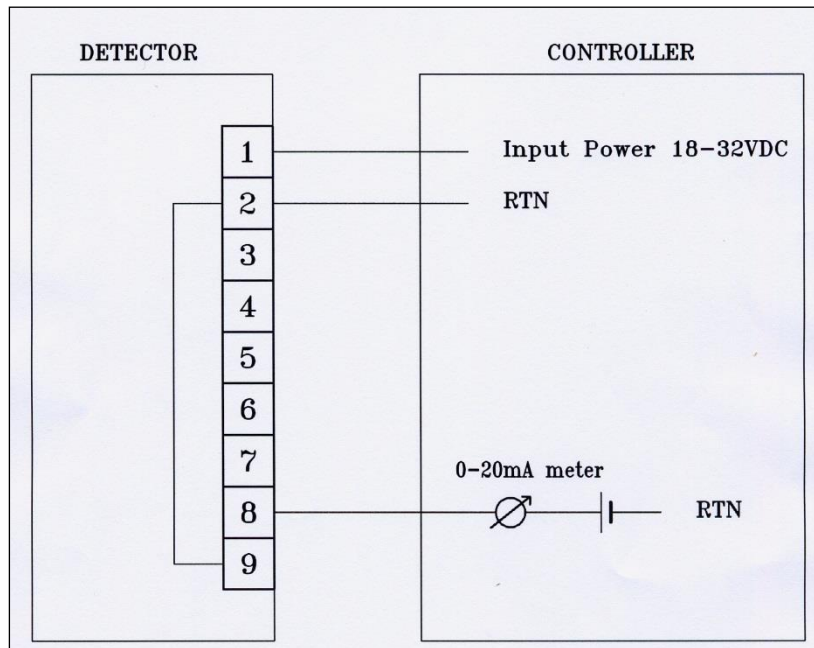 DETECTOR
CONTROLLER
1
Input Power 18-32VDC
2
RTN
3
4
5
6
7
0-20mA meter
8
RTN
9